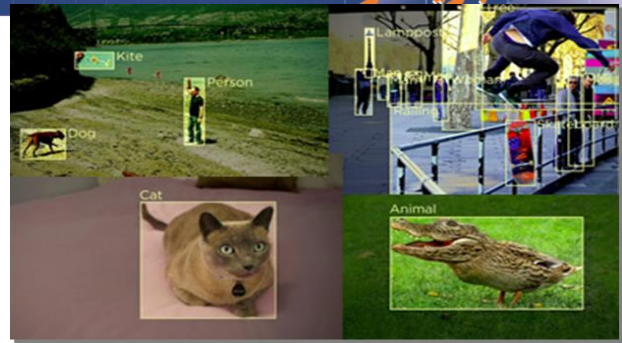 Kite
Person
Dog
Tree
Lamppost
Railing
Skateboard
Cat
Animal